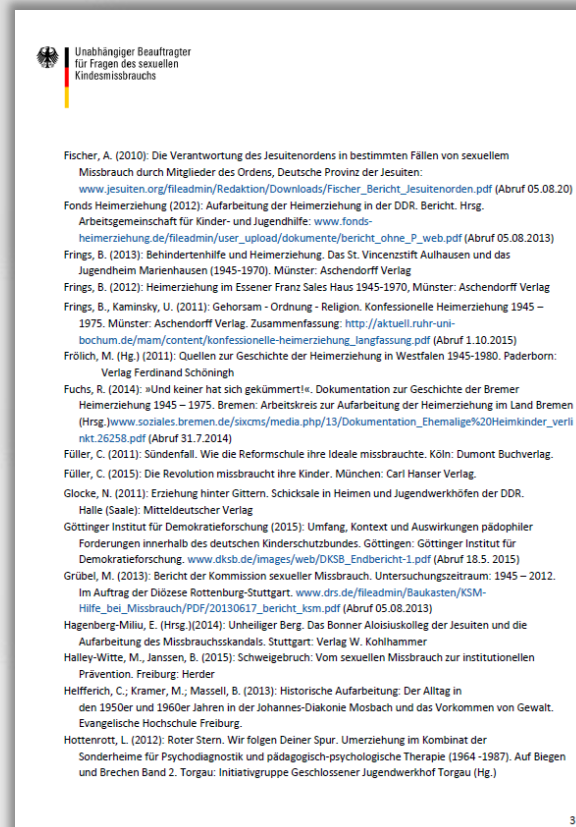 Unabhängiger Beauftragter
für Fragen des sexuellen
Kindesmissbrauchs
Fischer, A. (2010): Die Verantwortung des Jesuitenordens in bestimmten Fällen von sexuellem
Missbrauch durch Mitglieder des Ordens, Deutsche Provinz der Jesuiten:
www.jesuiten.org/fileadmin/Redaktion/Downloads/Fischer_Bericht_Jesuitenorden.pdf (Abruf 05.08.20)
Fonds Heimerziehung (2012): Aufarbeitung der Heimerziehung in der DDR. Bericht. Hrsg.
Arbeitsgemeinschaft für Kinder- und Jugendhilfe: www.fonds-
heimerziehung.de/fileadmin/user_upload/dokumente/bericht_ohne_P_web.pdf (Abruf 05.08.2013)
Frings, B. (2013): Behindertenhilfe und Heimerziehung. Das St. Vincenzstift Aulhausen und das
Jugendheim Marienhausen (1945-1970). Münster: Aschendorff Verlag
Frings, B. (2012): Heimerziehung im Essener Franz Sales Haus 1945-1970, Münster: Aschendorff Verlag
Frings, B., Kaminsky, U. (2011): Gehorsam - Ordnung - Religion. Konfessionelle Heimerziehung 1945 –
1975. Münster: Aschendorff Verlag. Zusammenfassung: http://aktuell.ruhr-uni-
bochum.de/mam/content/konfessionelle-heimerziehung_langfassung.pdf (Abruf 1.10.2015)
Frölich, M. (Hg.) (2011): Quellen zur Geschichte der Heimerziehung in Westfalen 1945-1980. Paderborn:
Verlag Ferdinand Schöningh
Fuchs, R. (2014): »Und keiner hat sich gekümmert!«. Dokumentation zur Geschichte der Bremer
Heimerziehung 1945 – 1975. Bremen: Arbeitskreis zur Aufarbeitung der Heimerziehung im Land Bremen
(Hrsg.)www.soziales.bremen.de/sixcms/media.php/13/Dokumentation_Ehemalige%20Heimkinder_verli
nkt.26258.pdf (Abruf 31.7.2014)
Füller, C. (2011): Sündenfall. Wie die Reformschule ihre Ideale missbrauchte. Köln: Dumont Buchverlag.
Füller, C. (2015): Die Revolution missbraucht ihre Kinder. München: Carl Hanser Verlag.
Glocke, N. (2011): Erziehung hinter Gittern. Schicksale in Heimen und Jugendwerkhöfen der DDR.
Halle (Saale): Mitteldeutscher Verlag
Göttinger Institut für Demokratieforschung (2015): Umfang, Kontext und Auswirkungen pädophiler
Forderungen innerhalb des deutschen Kinderschutzbundes. Göttingen: Göttinger Institut für
Demokratieforschung. www.dksb.de/images/web/DKSB_Endbericht-1.pdf (Abruf 18.5. 2015)
Grübel, M. (2013): Bericht der Kommission sexueller Missbrauch. Untersuchungszeitraum: 1945 – 2012.
Im Auftrag der Diözese Rottenburg-Stuttgart. www.drs.de/fileadmin/Baukasten/KSM-
Hilfe_bei_Missbrauch/PDF/20130617_bericht_ksm.pdf (Abruf 05.08.2013)
Hagenberg-Miliu, E. (Hrsg.)(2014): Unheiliger Berg. Das Bonner Aloisiuskolleg der Jesuiten und die
Aufarbeitung des Missbrauchsskandals. Stuttgart: Verlag W. Kohlhammer
Halley-Witte, M., Janssen, B. (2015): Schweigebruch: Vom sexuellen Missbrauch zur institutionellen
Prävention. Freiburg: Herder
Helfferich, C.; Kramer, M.; Massell, B. (2013): Historische Aufarbeitung: Der Alltag in
den 1950er und 1960er Jahren in der Johannes-Diakonie Mosbach und das Vorkommen von Gewalt.
Evangelische Hochschule Freiburg.
Hottenrott, L. (2012): Roter Stern. Wir folgen Deiner Spur. Umerziehung im Kombinat der
Sonderheime für Psychodiagnostik und pädagogisch-psychologische Therapie (1964 -1987). Auf Biegen
und Brechen Band 2. Torgau: Initiativgruppe Geschlossener Jugendwerkhof Torgau (Hg.)
3